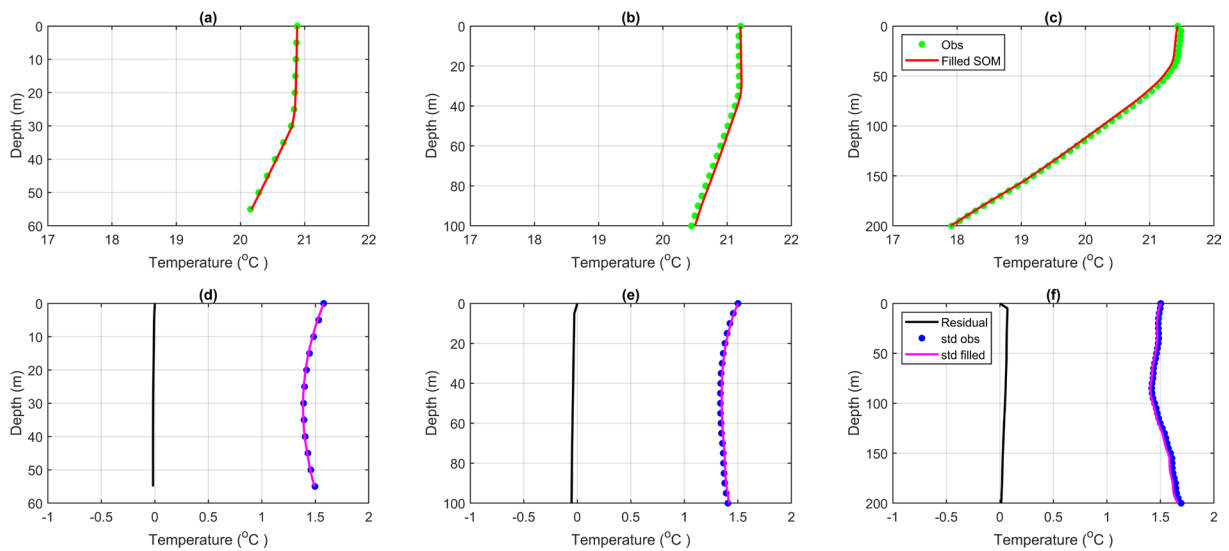 (a)
0
10
20
30
40
50
60
Depth (m)
17 18 19 20 21 22
Temperature (°C )
(b)
0
20
40
60
80
100
Depth (m)
17 18 19 20 21 22
Temperature (°C )
(c)
Obs
Filled SOM
0
50
100
150
200
Depth (m)
17 18 19 20 21 22
Temperature (°C )
(d)
0
10
20
30
40
50
60
Depth (m)
-1 -0.5 0 0.5 1 1.5 2
Temperature (°C )
(e)
0
20
40
60
80
100
Depth (m)
-1 -0.5 0 0.5 1 1.5 2
Temperature (°C )
(f)
Residual
std obs
std filled
0
50
100
150
200
Depth (m)
-1 -0.5 0 0.5 1 1.5 2
Temperature (°C )